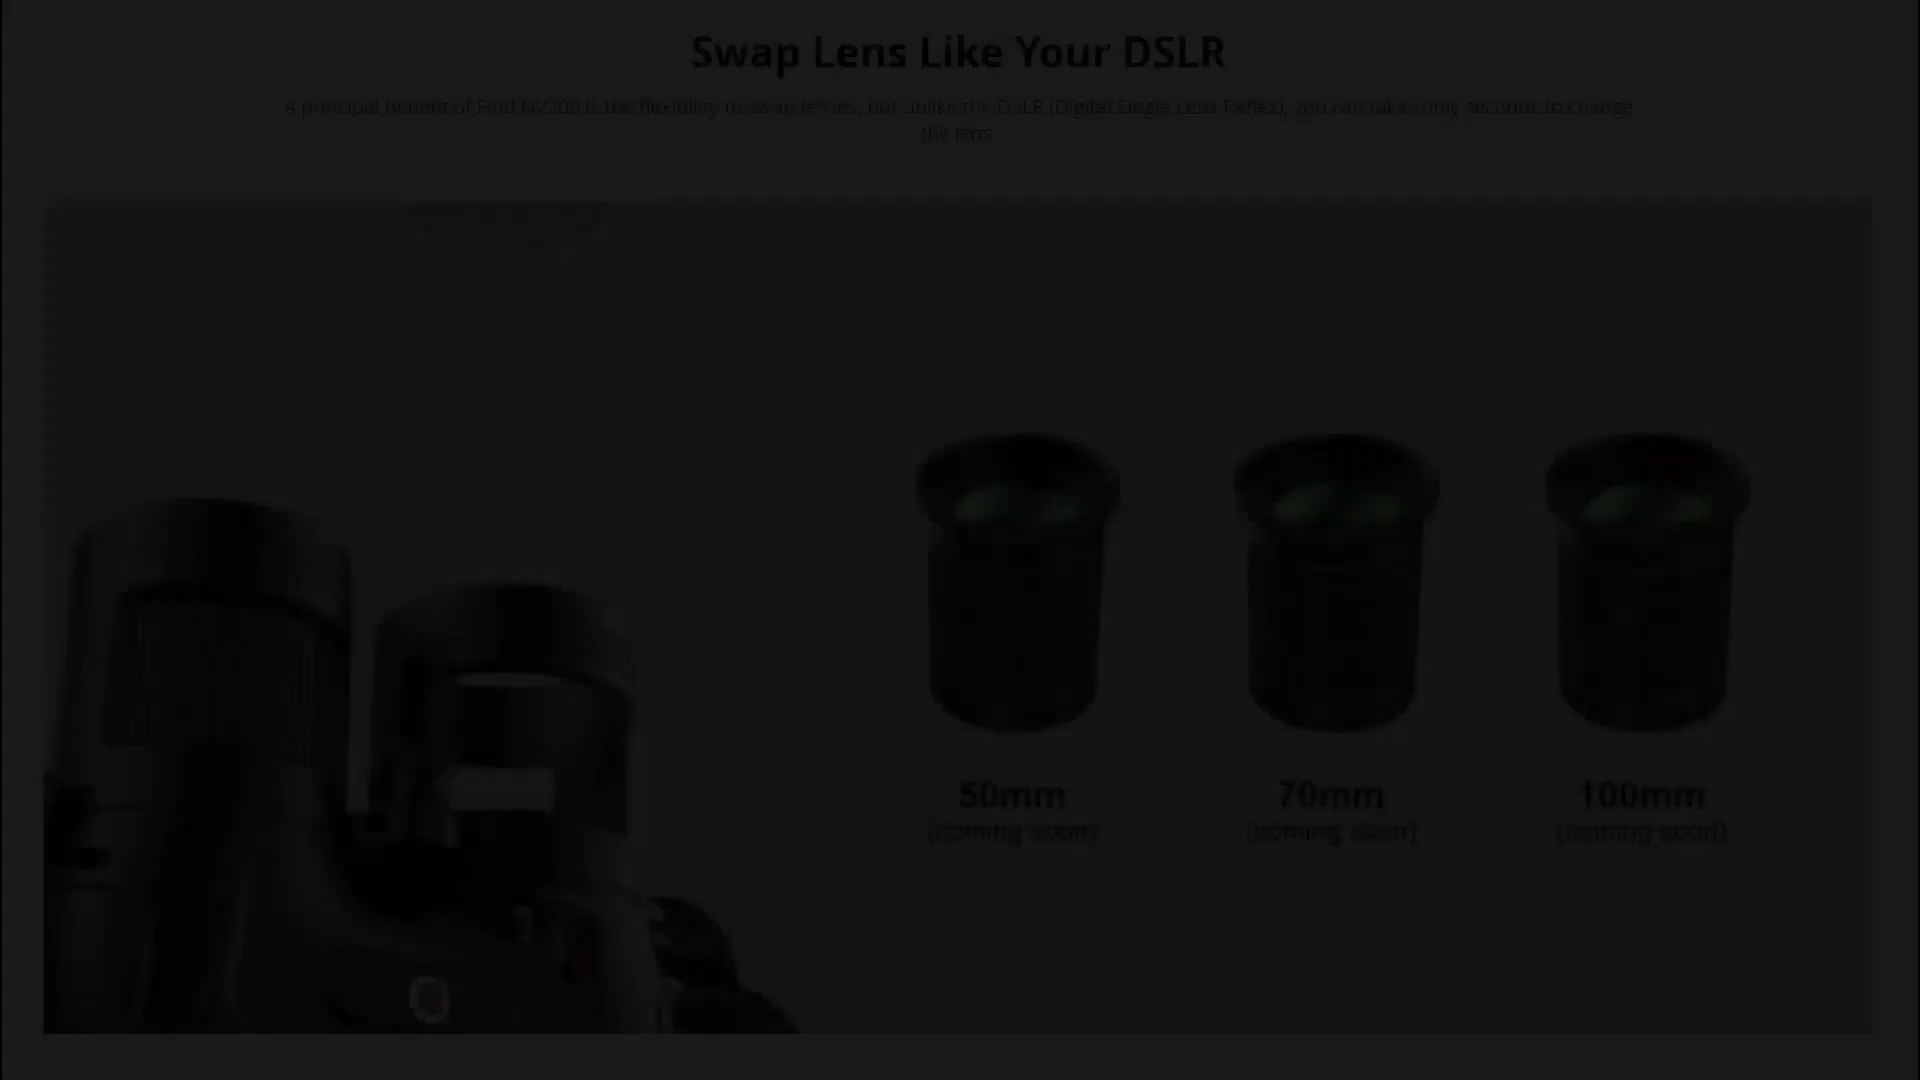 Swap Lens Like Your DSLR
A principal benefit of Find NV200 is the flexibility to swap lenses, but unlike the DSLR (Digital Single Lens Reflex), you can take only seconds to change
the lens
50mm
70mm
100mm
(coming soon)
(coming soon)
(coming soon)